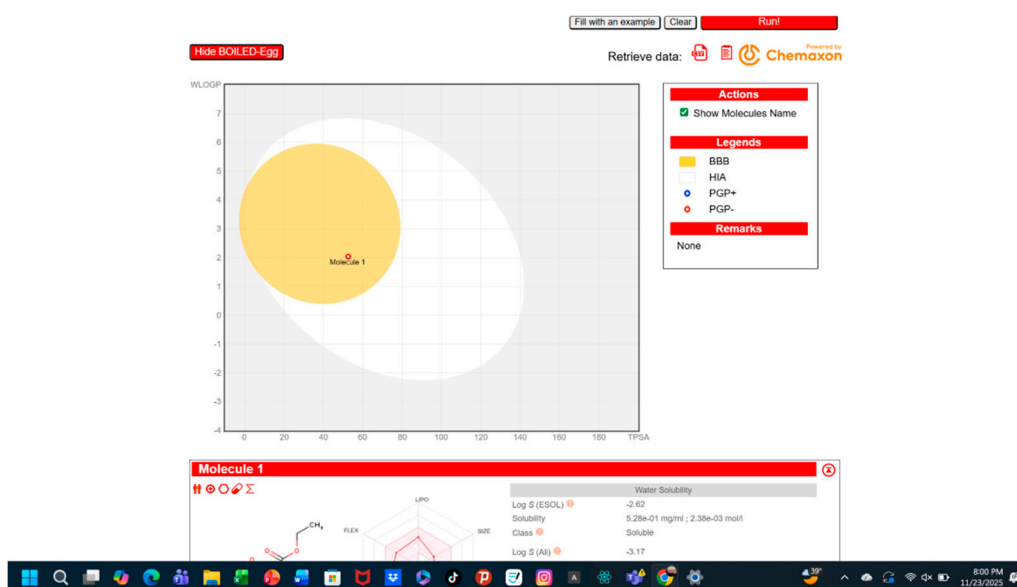 Fill with an example Clear Run!
Hide BOILED-Egg
Retrieve data: Powered by Chemaxon
WLOGP
Actions
Show Molecules Name
Legends
BBB
HIA
PGP+
PGP-
Remarks
None
7
6
5
4
3
2
1
0
-1
-2
-3
-4
Molecule 1
0 20 40 60 80 100 120 140 160 180 TPSA
Molecule 1
Water Solubility
LIPO
FLEX
SIZE
CH₃
O
Log S (ESOL) -2.62
Solubility 5.28e-01 mg/ml ; 2.38e-03 mol/l
Class Soluble
Log S (Ali) -3.17
39°
8:00 PM
11/23/2025